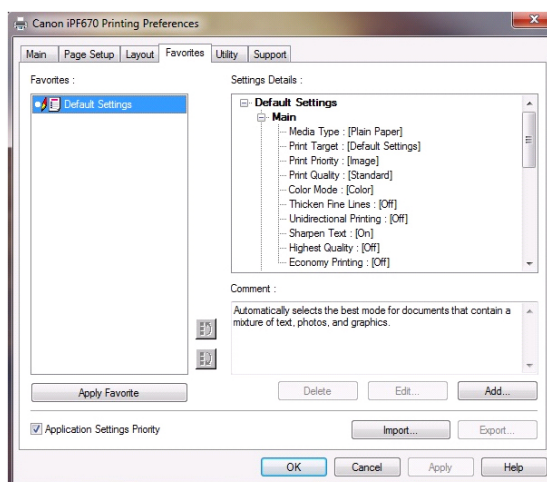 Canon iPF670 Printing Preferences
Main Page Setup Layout Favorites Utility Support
Favorites :
Default Settings
Settings Details :
Default Settings
Main
Media Type : [Plain Paper]
Print Target : [Default Settings]
Print Priority : [Image]
Print Quality : [Standard]
Color Mode : [Color]
Thicken Fine Lines : [Off]
Unidirectional Printing : [Off]
Sharpen Text : [On]
Highest Quality : [Off]
Economy Printing : [Off]
Comment :
Automatically selects the best mode for documents that contain a
mixture of text, photos, and graphics.
Apply Favorite Delete Edit... Add...
Application Settings Priority Import... Export...
OK Cancel Apply Help